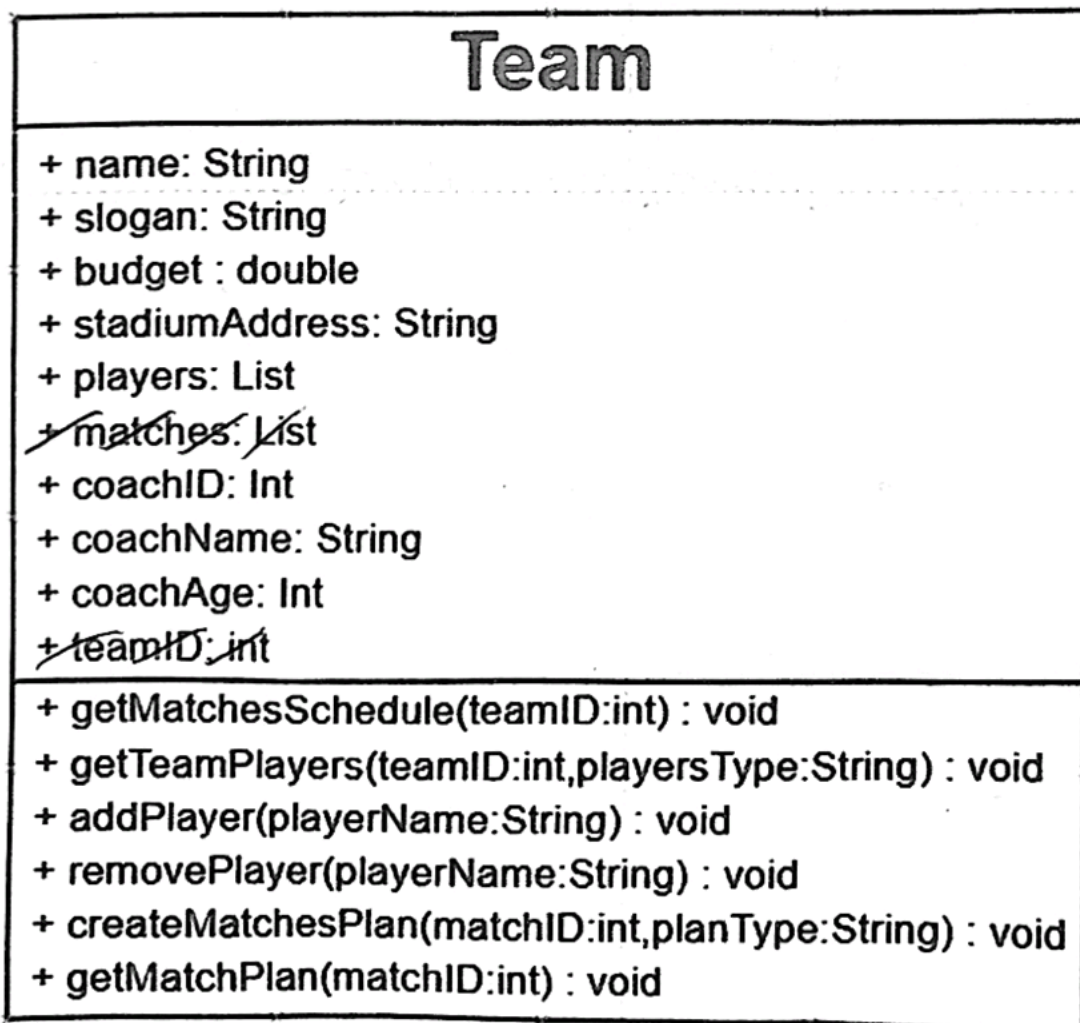 Team
+ name: String
+ slogan: String
+ budget : double
+ stadiumAddress: String
+ players: List
+ matches: List
+ coachID: Int
+ coachName: String
+ coachAge: Int
+ teamID: int
+ getMatchesSchedule(teamID:int) : void
+ getTeamPlayers(teamID:int,playersType:String) : void
+ addPlayer(playerName:String) : void
+ removePlayer(playerName:String) : void
+ createMatchesPlan(matchID:int,planType:String) : void
+ getMatchPlan(matchID:int) : void